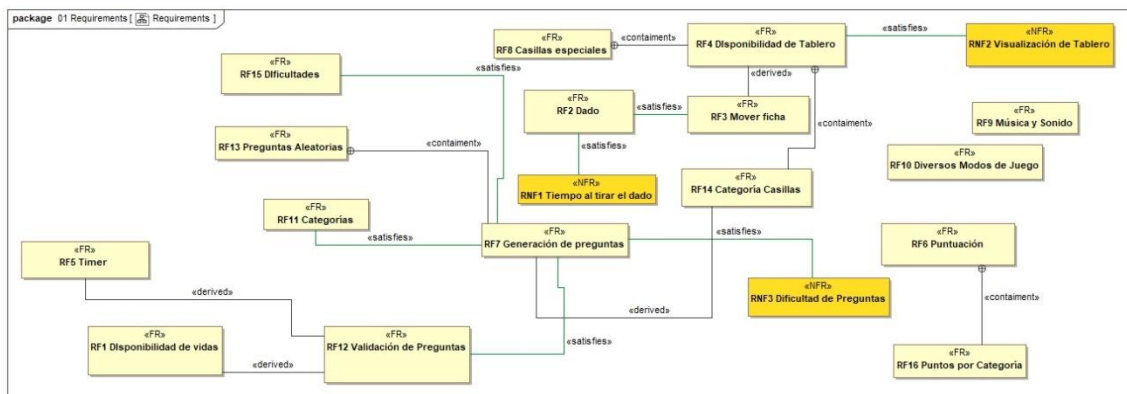 package 01 Requirements [ Requirements ]
«FR»
RF8 Casillas especiales
«contaiment»
«FR»
RF4 DIsponibilidad de Tablero
«satisfies»
«NFR»
RNF2 Visualización de Tablero
«FR»
RF15 DIficultades
«satisfies»
«derived»
«FR»
RF2 Dado
«satisfies»
«FR»
RF3 Mover ficha
«contaiment»
«FR»
RF9 Música y Sonido
«FR»
RF13 Preguntas Aleatorias
«contaiment»
«satisfies»
«FR»
RF10 Diversos Modos de Juego
«NFR»
RNF1 Tiempo al tirar el dado
«FR»
RF14 Categoría Casillas
«FR»
RF11 Categorías
«satisfies»
«FR»
RF7 Generación de preguntas
«satisfies»
«FR»
RF6 Puntuación
«FR»
RF5 Timer
«derived»
«NFR»
RNF3 Dificultad de Preguntas
«contaiment»
«derived»
«FR»
RF1 DIsponibilidad de vidas
«derived»
«FR»
RF12 Validación de Preguntas
«satisfies»
«FR»
RF16 Puntos por Categoría